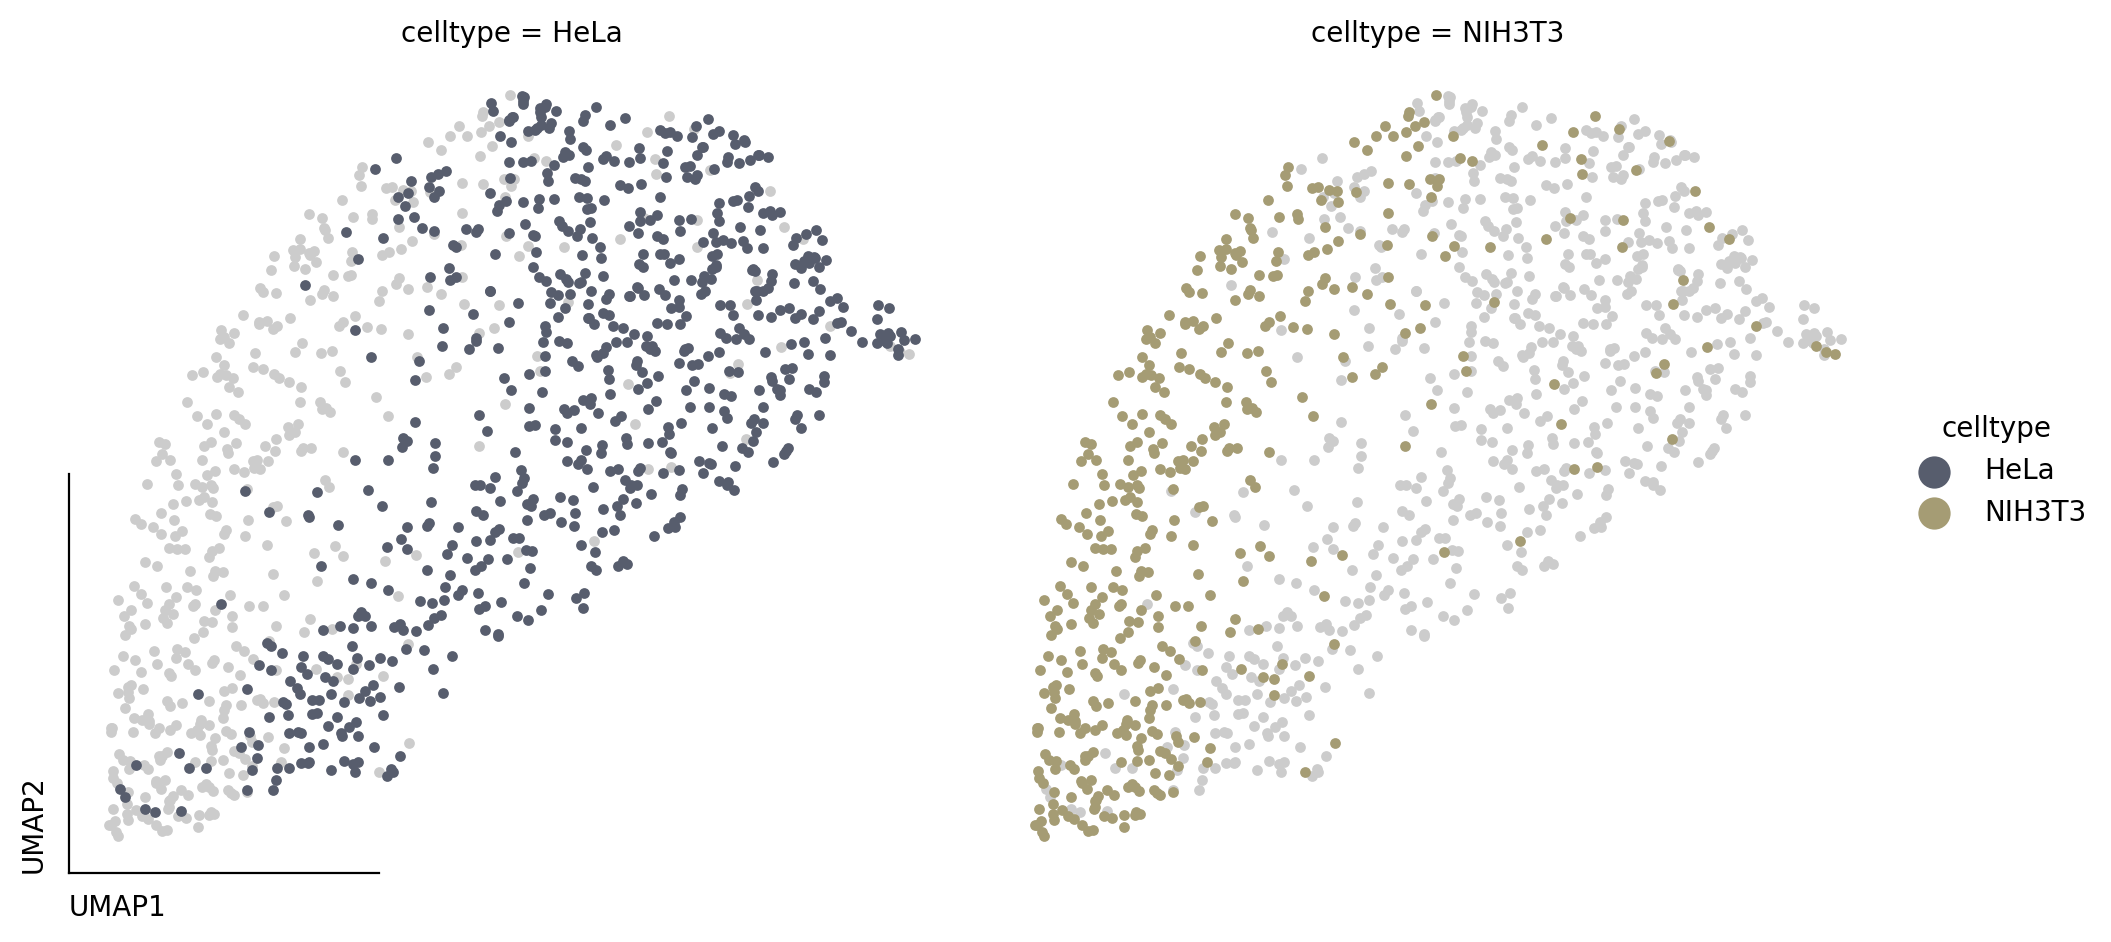 celltype = HeLa
celltype = NIH3T3
celltype
HeLa
NIH3T3
UMAP2
UMAP1